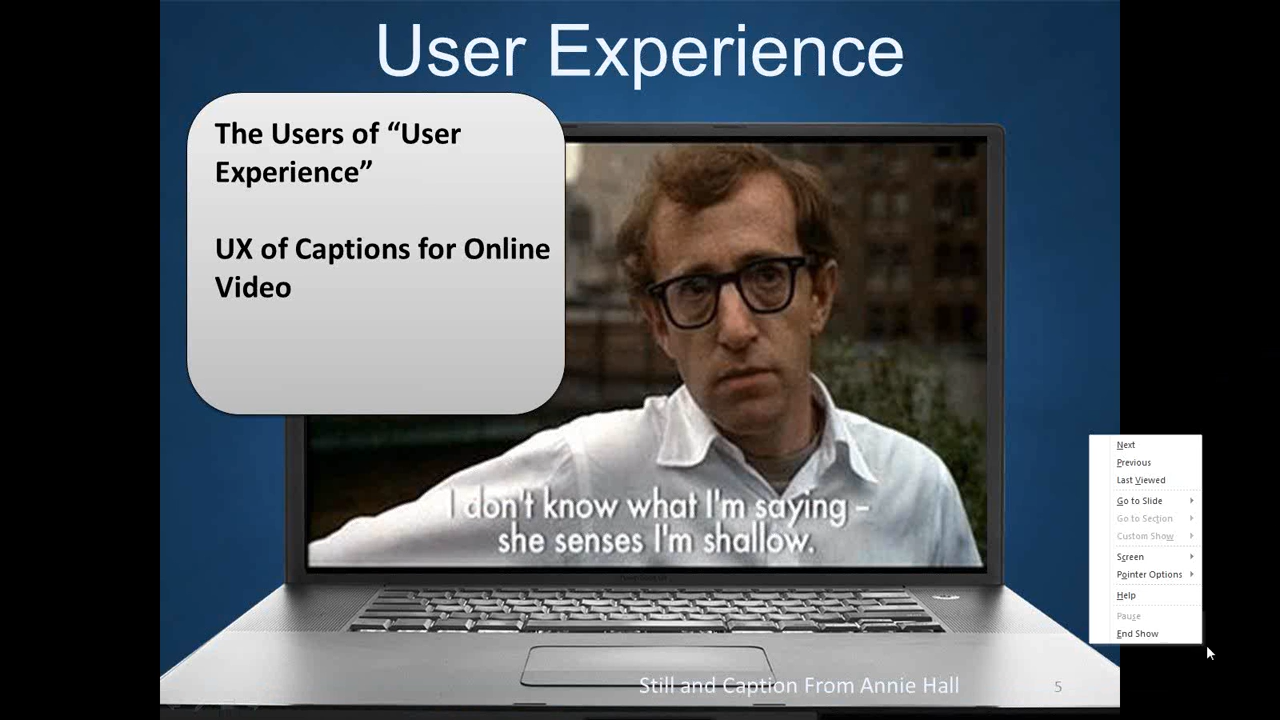 User Experience
The Users of “User
Experience”
UX of Captions for Online
Video
I don't know what I'm saying –
she senses I'm shallow.
Next
Previous
Last Viewed
Go to Slide
Go to Section
Custom Show
Screen
Pointer Options
Help
Pause
End Show
Still and Caption From Annie Hall
5